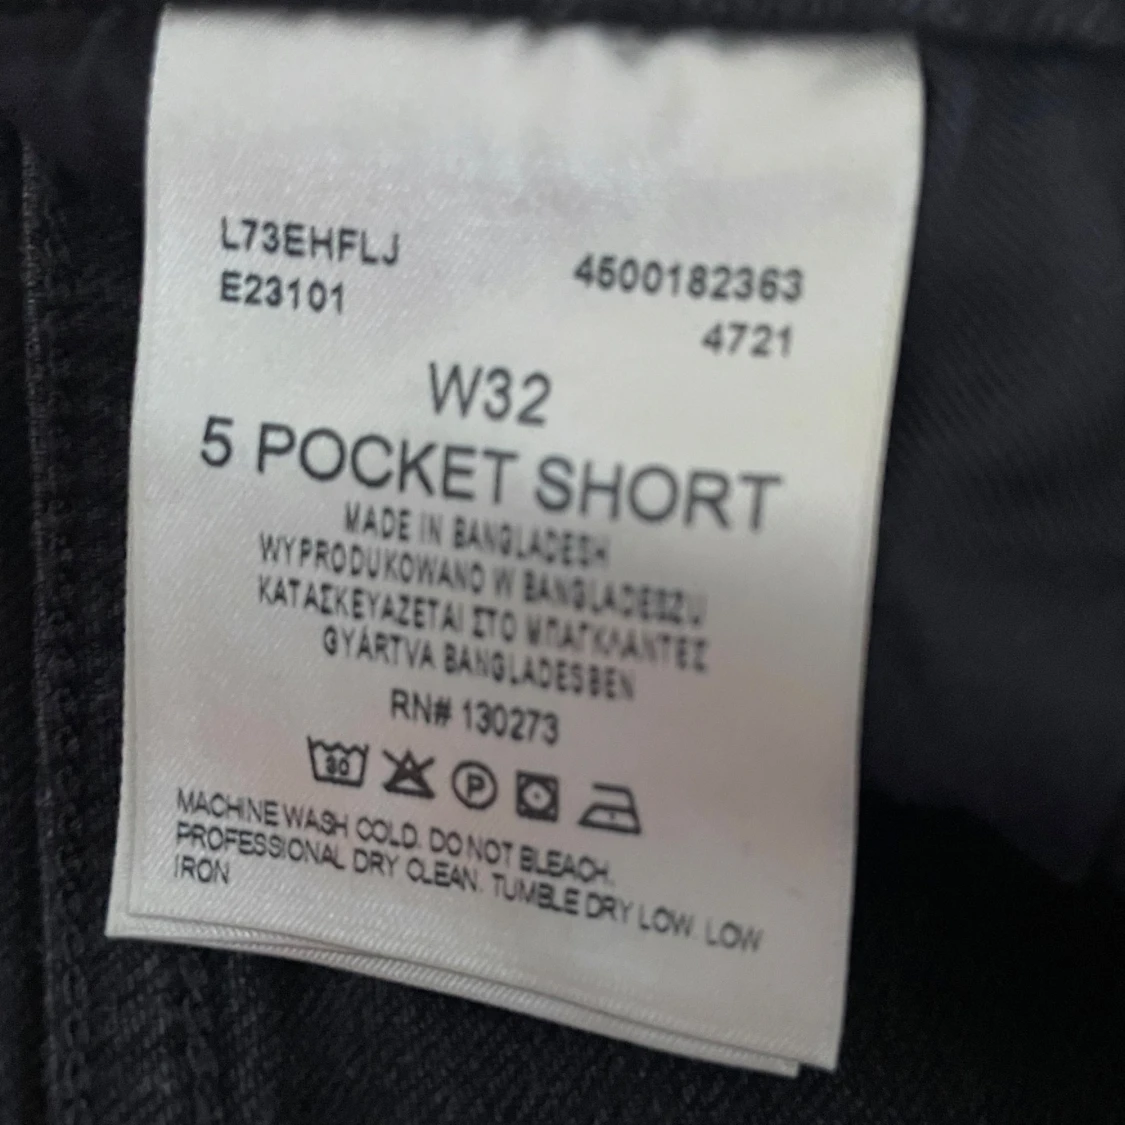 L73EHFLJ
E23101
4500182363
4721
W32
5 POCKET SHORT
MADE IN BANGLADESH
WYPRODUKOWANO W BANGLADESZU
ΚΑΤΑΣΚΕΥΑΖΕΤΑΙ ΣΤΟ ΜΠΑΓΚΛΑΝΤΕΣ
GYÁRTVA BANGLADESBEN
RN# 130273
30
P
MACHINE WASH COLD. DO NOT BLEACH.
PROFESSIONAL DRY CLEAN. TUMBLE DRY LOW. LOW
IRON